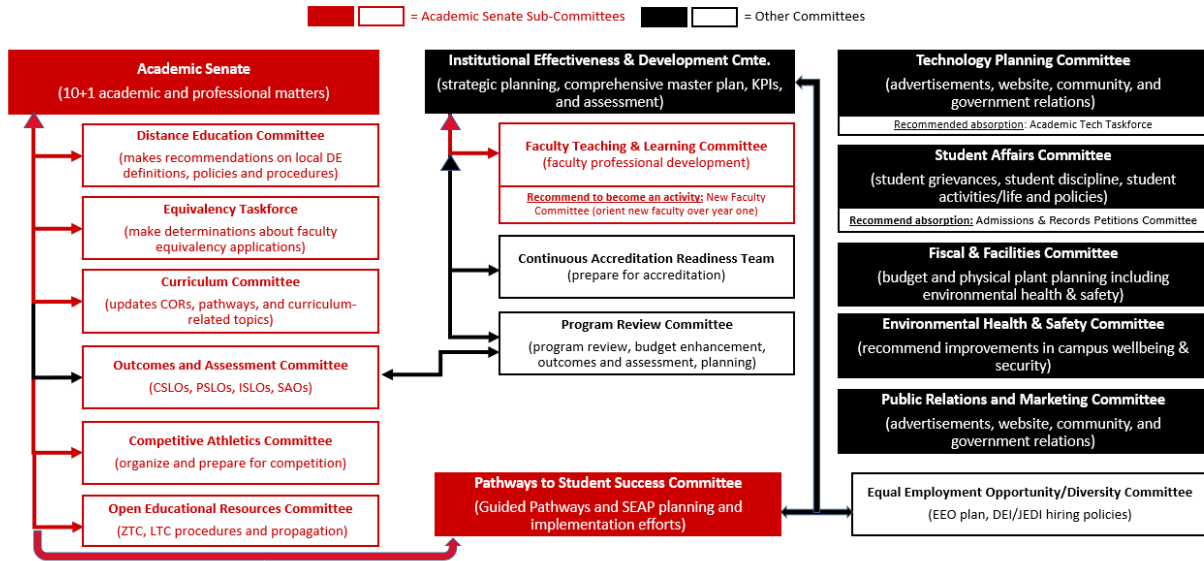 = Academic Senate Sub-Committees
= Other Committees
Academic Senate
(10+1 academic and professional matters)
Distance Education Committee
(makes recommendations on local DE
definitions, policies and procedures)
Equivalency Taskforce
(make determinations about faculty
equivalency applications)
Curriculum Committee
(updates CORs, pathways, and curriculum-
related topics)
Outcomes and Assessment Committee
(CSLOs, PSLOs, ISLOs, SAOs)
Competitive Athletics Committee
(organize and prepare for competition)
Open Educational Resources Committee
(ZTC, LTC procedures and propagation)
Institutional Effectiveness & Development Cmte.
(strategic planning, comprehensive master plan, KPIs,
and assessment)
Faculty Teaching & Learning Committee
(faculty professional development)
Recommend to become an activity: New Faculty
Committee (orient new faculty over year one)
Continuous Accreditation Readiness Team
(prepare for accreditation)
Program Review Committee
(program review, budget enhancement,
outcomes and assessment, planning)
Pathways to Student Success Committee
(Guided Pathways and SEAP planning and
implementation efforts)
Technology Planning Committee
(advertisements, website, community, and
government relations)
Recommended absorption: Academic Tech Taskforce
Student Affairs Committee
(student grievances, student discipline, student
activities/life and policies)
Recommend absorption: Admissions & Records Petitions Committee
Fiscal & Facilities Committee
(budget and physical plant planning including
environmental health & safety)
Environmental Health & Safety Committee
(recommend improvements in campus wellbeing &
security)
Public Relations and Marketing Committee
(advertisements, website, community, and
government relations)
Equal Employment Opportunity/Diversity Committee
(EEO plan, DEI/JEDI hiring policies)